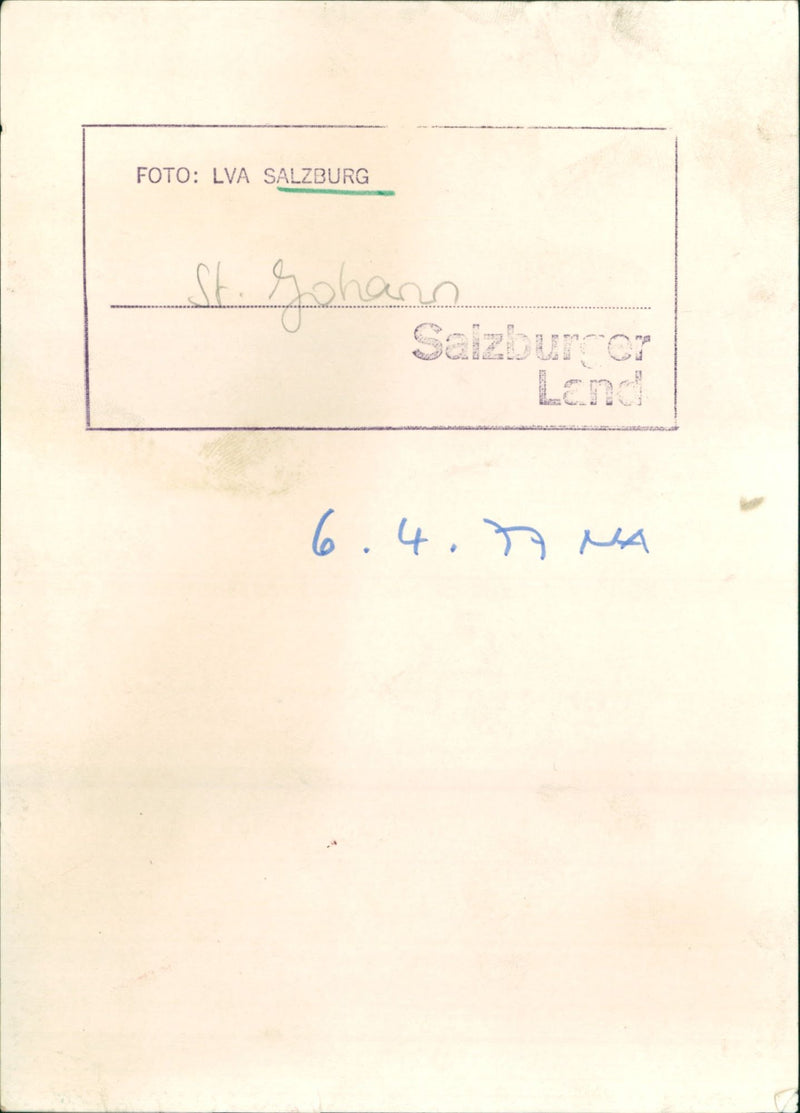 FOTO: LVA SALZBURG
St. Johann
Salzburger
Land
6.4.77 NA